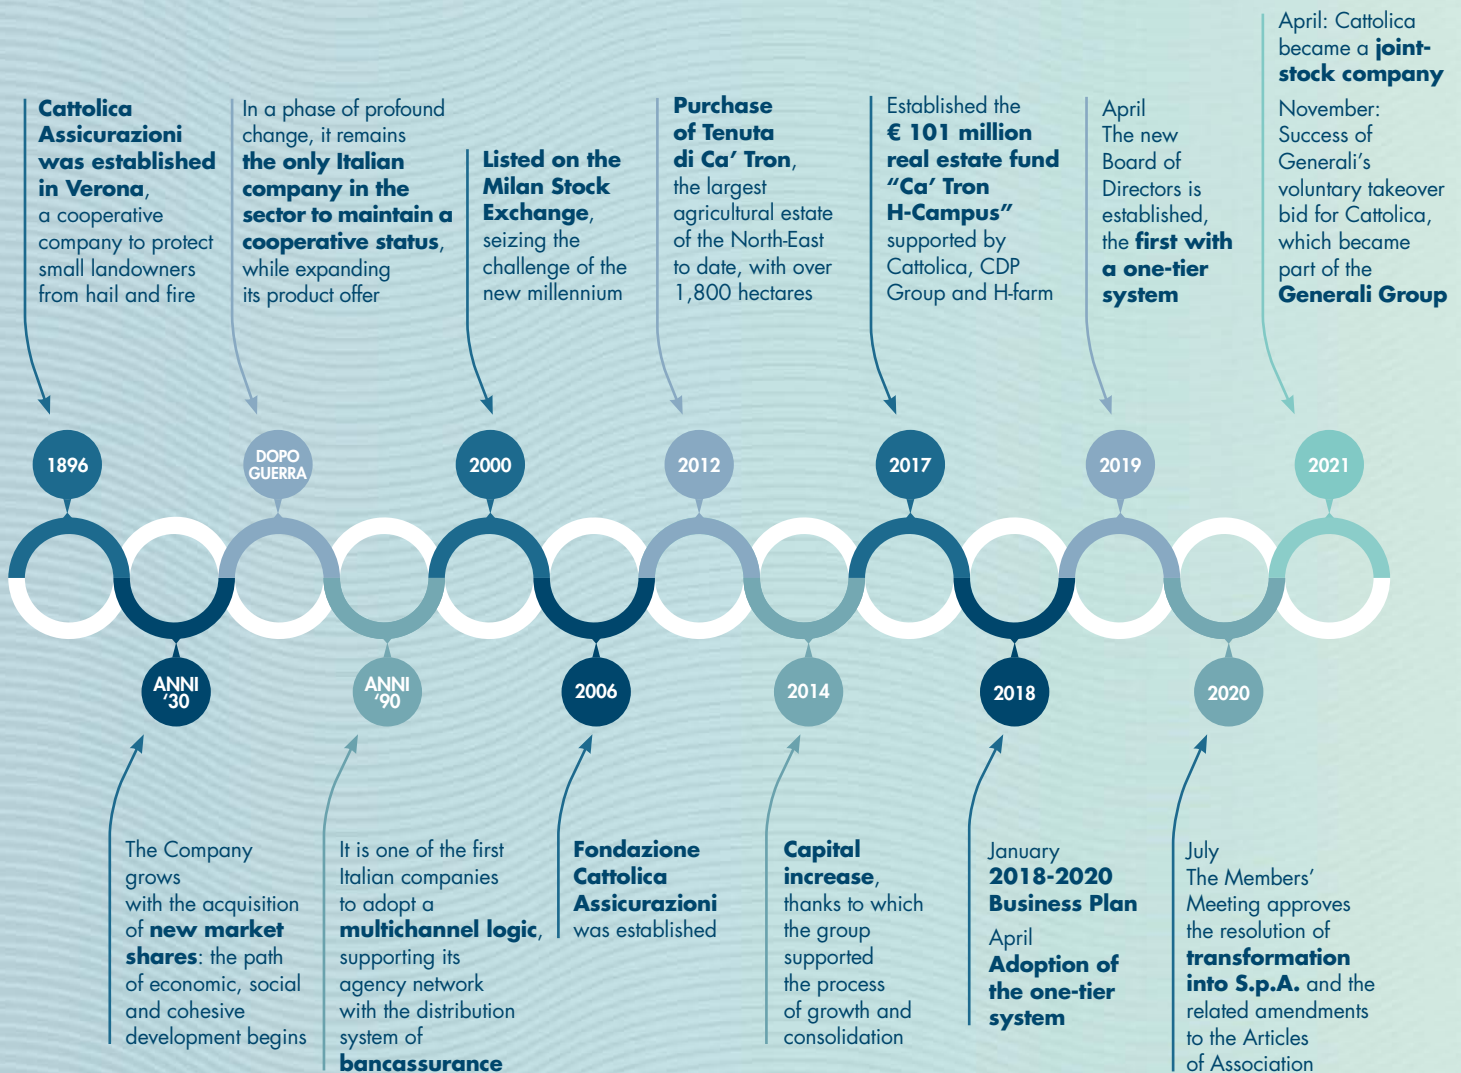 Cattolica
Assicurazioni
was established
in Verona,
a cooperative
company to protect
small landowners
from hail and fire
1896
The Company
grows
with the acquisition
of new market
shares: the path
of economic, social
and cohesive
development begins
ANNI
‘30
In a phase of profound
change, it remains
the only Italian
company in the
sector to maintain a
cooperative status,
while expanding
its product offer
DOPO
GUERRA
It is one of the first
Italian companies
to adopt a
multichannel logic,
supporting its
agency network
with the distribution
system of
bancassurance
ANNI
‘90
Listed on the
Milan Stock
Exchange,
seizing the
challenge of the
new millennium
2000
Fondazione
Cattolica
Assicurazioni
was established
2006
Purchase
of Tenuta
di Ca’ Tron,
the largest
agricultural estate
of the North-East
to date, with over
1,800 hectares
2012
Capital
increase,
thanks to which
the group
supported
the process
of growth and
consolidation
2014
Established the
€ 101 million
real estate fund
“Ca’ Tron
H-Campus”
supported by
Cattolica, CDP
Group and H-farm
2017
January
2018-2020
Business Plan
April
Adoption of
the one-tier
system
2018
April
The new
Board of
Directors is
established,
the first with
a one-tier
system
2019
July
The Members’
Meeting approves
the resolution of
transformation
into S.p.A. and the
related amendments
to the Articles
of Association
2020
April: Cattolica
became a joint-
stock company
November:
Success of
Generali’s
voluntary takeover
bid for Cattolica,
which became
part of the
Generali Group
2021